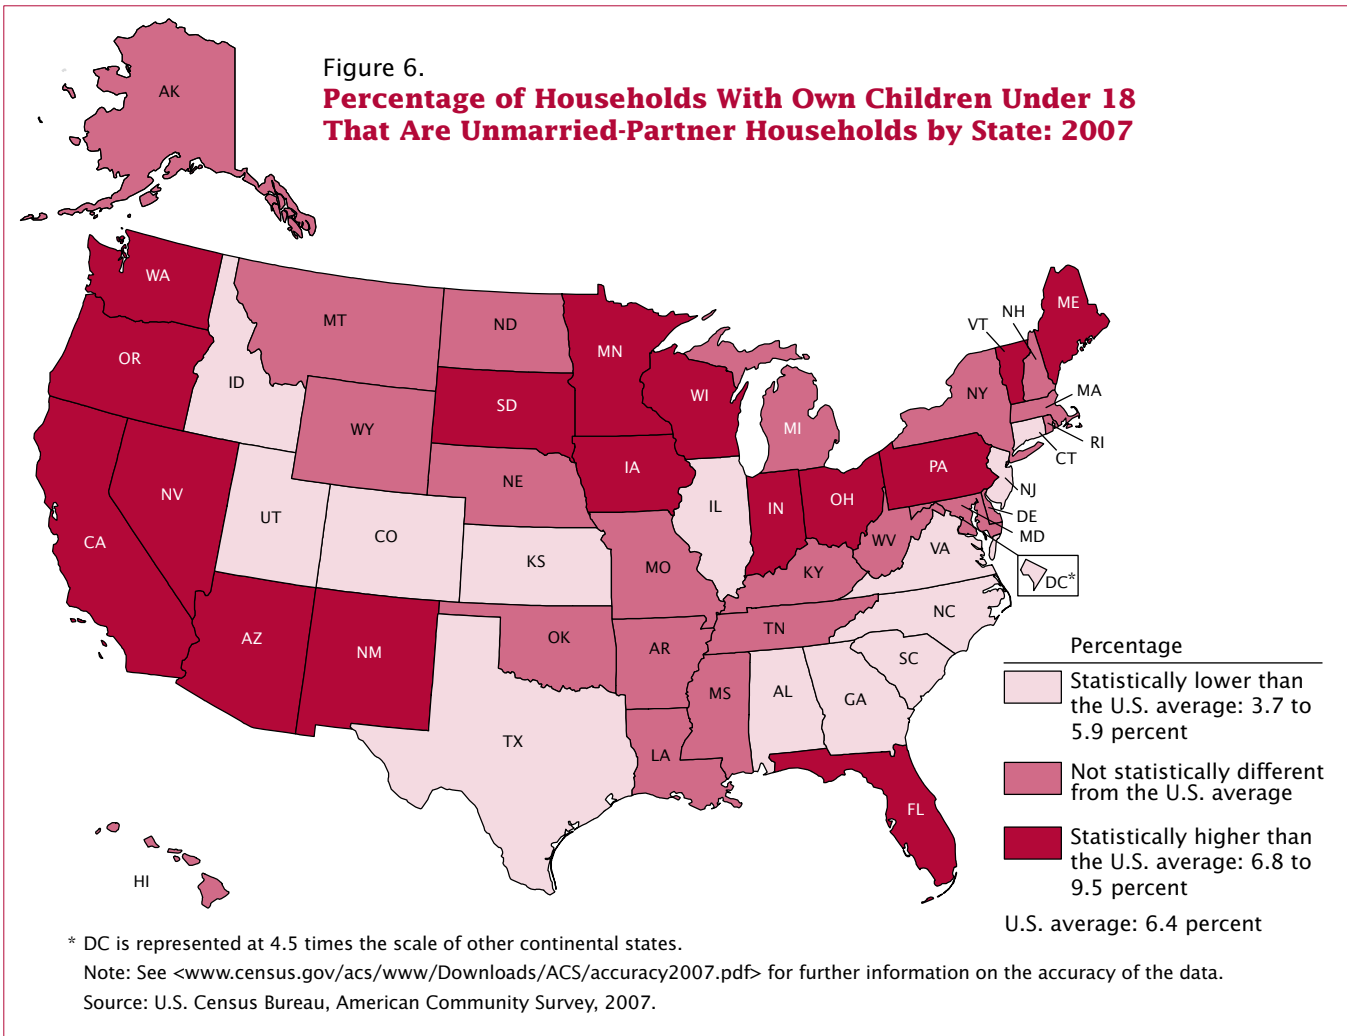 AK
Figure 6.
Percentage of Households With Own Children Under 18
That Are Unmarried-Partner Households by State: 2007
WA
MT
ND
MN
OR
ID
SD
WI
WY
MI
NY
VT
NH
ME
MA
RI
CT
NJ
DE
MD
DC*
NV
UT
CO
NE
IA
IL
IN
OH
PA
CA
KS
MO
KY
WV
VA
AZ
NM
OK
AR
TN
NC
SC
TX
LA
MS
AL
GA
FL
HI
Percentage
Statistically lower than
the U.S. average: 3.7 to
5.9 percent
Not statistically different
from the U.S. average
Statistically higher than
the U.S. average: 6.8 to
9.5 percent
U.S. average: 6.4 percent
* DC is represented at 4.5 times the scale of other continental states.
Note: See <www.census.gov/acs/www/Downloads/ACS/accuracy2007.pdf> for further information on the accuracy of the data.
Source: U.S. Census Bureau, American Community Survey, 2007.